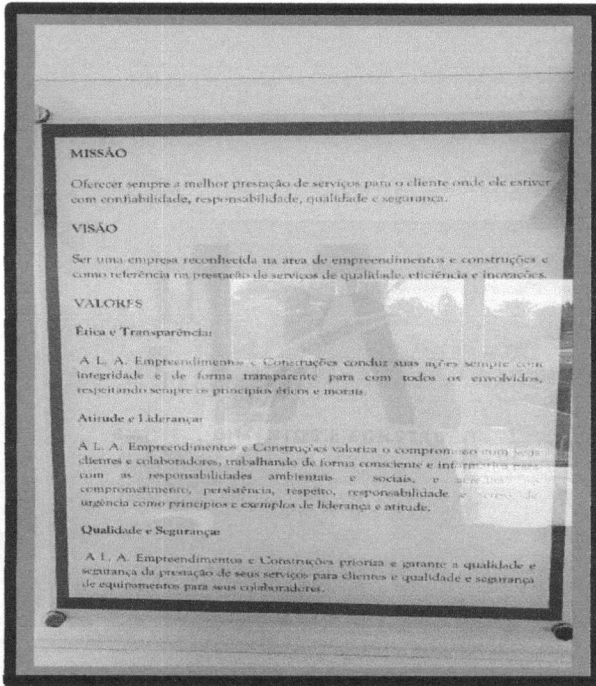 MISSÃO
Oferecer sempre a melhor prestação de serviços para o cliente onde ele estiver
com confiabilidade, responsabilidade, qualidade e segurança.
VISÃO
Ser uma empresa reconhecida na area de empreendimentos e construções e
como referência na prestação de serviços de qualidade, eficiência e inovações.
VALORES
Ética e Transparência:
A L. A. Empreendimentos e Construções conduz suas ações sempre com
integridade e de forma transparente para com todos os envolvidos,
respeitando sempre os princípios éticos e morais.
Atitude e Liderança:
A L. A. Empreendimentos e Construções valoriza o compromisso com seus
clientes e colaboradores, trabalhando de forma consciente e
com as responsabilidades ambientais e sociais, e
comprometimento, persistência, respeito, responsabilidade e senso de
urgência como princípios e exemplos de liderança e atitude.
Qualidade e Segurança:
A L. A. Empreendimentos e Construções prioriza e garante a qualidade e
segurança da prestação de seus serviços para clientes e qualidade e segurança
de equipamentos para seus colaboradores.